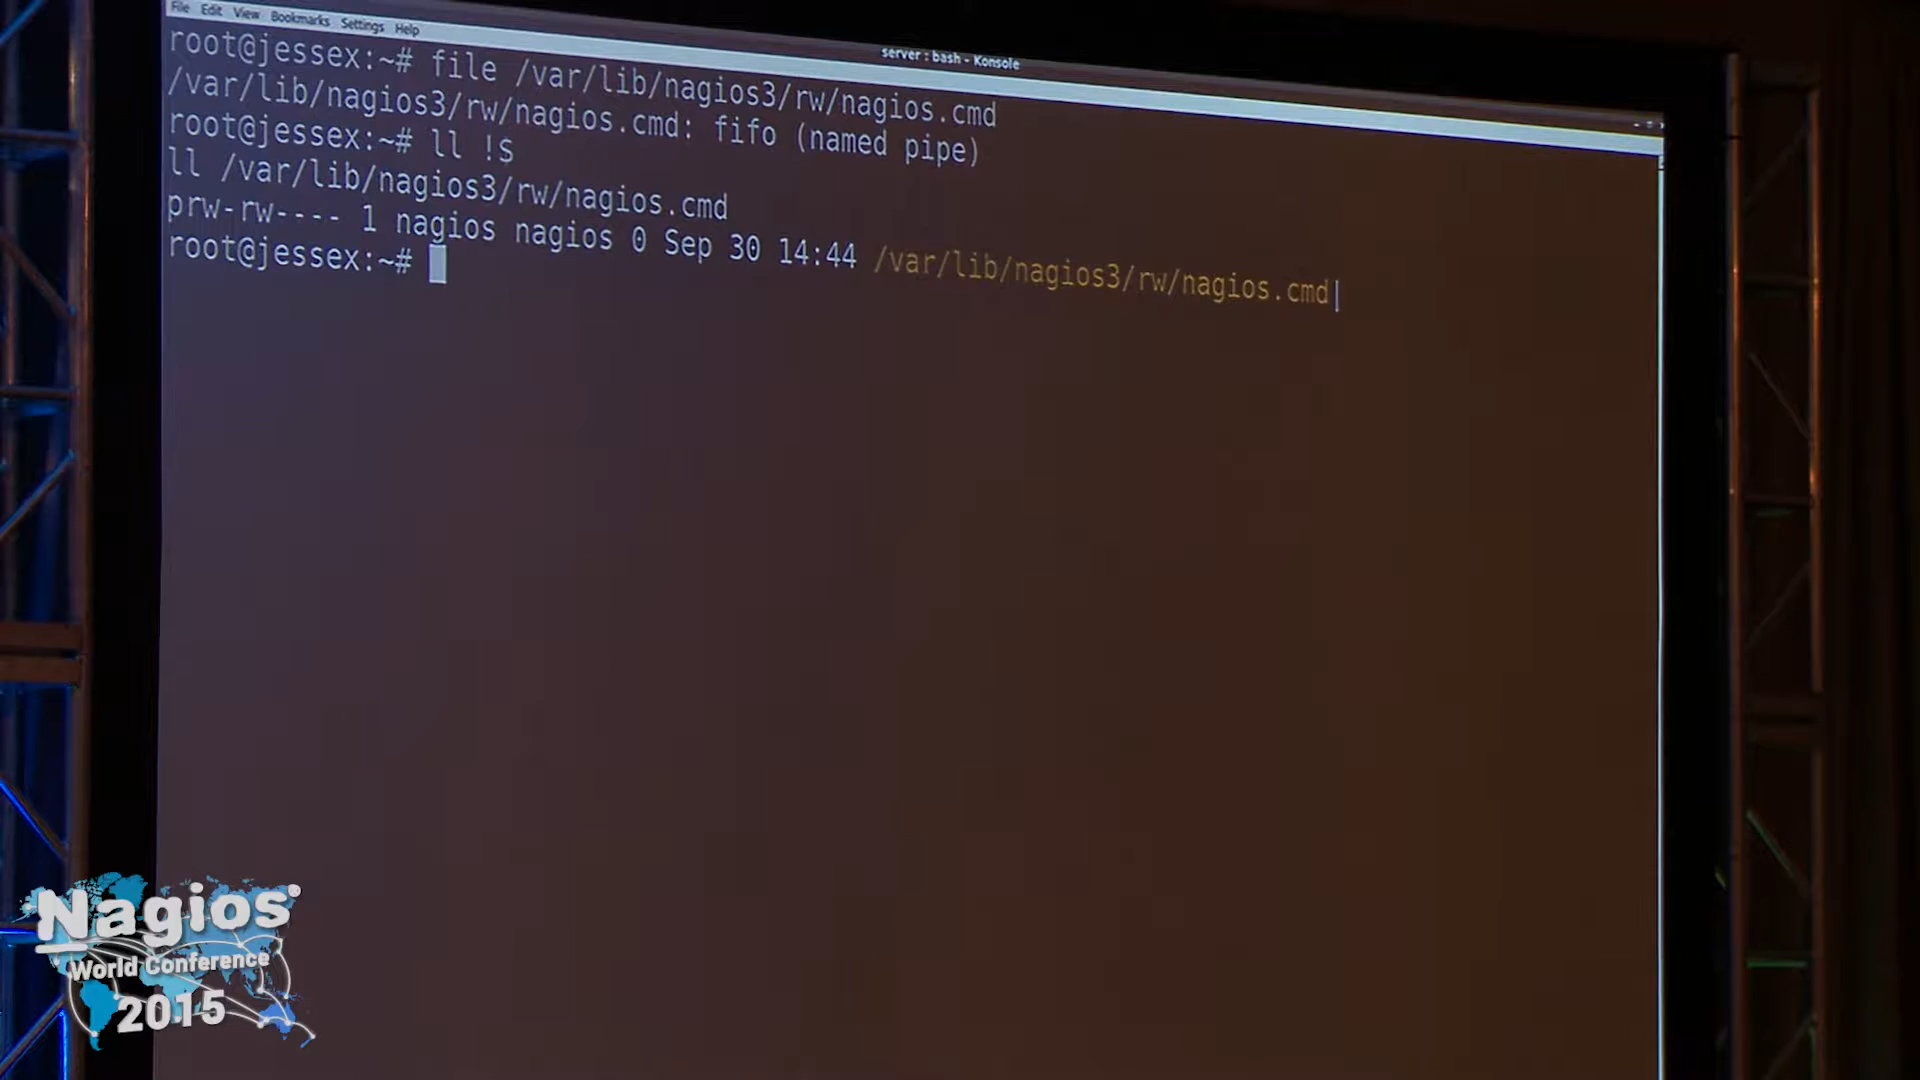 File Edit View Bookmarks Settings Help
server : bash - Konsole
root@jessex:~# file /var/lib/nagios3/rw/nagios.cmd
/var/lib/nagios3/rw/nagios.cmd: fifo (named pipe)
root@jessex:~# ll !$
ll /var/lib/nagios3/rw/nagios.cmd
prw-rw---- 1 nagios nagios 0 Sep 30 14:44 /var/lib/nagios3/rw/nagios.cmd|
root@jessex:~#
Nagios®
World Conference
2015